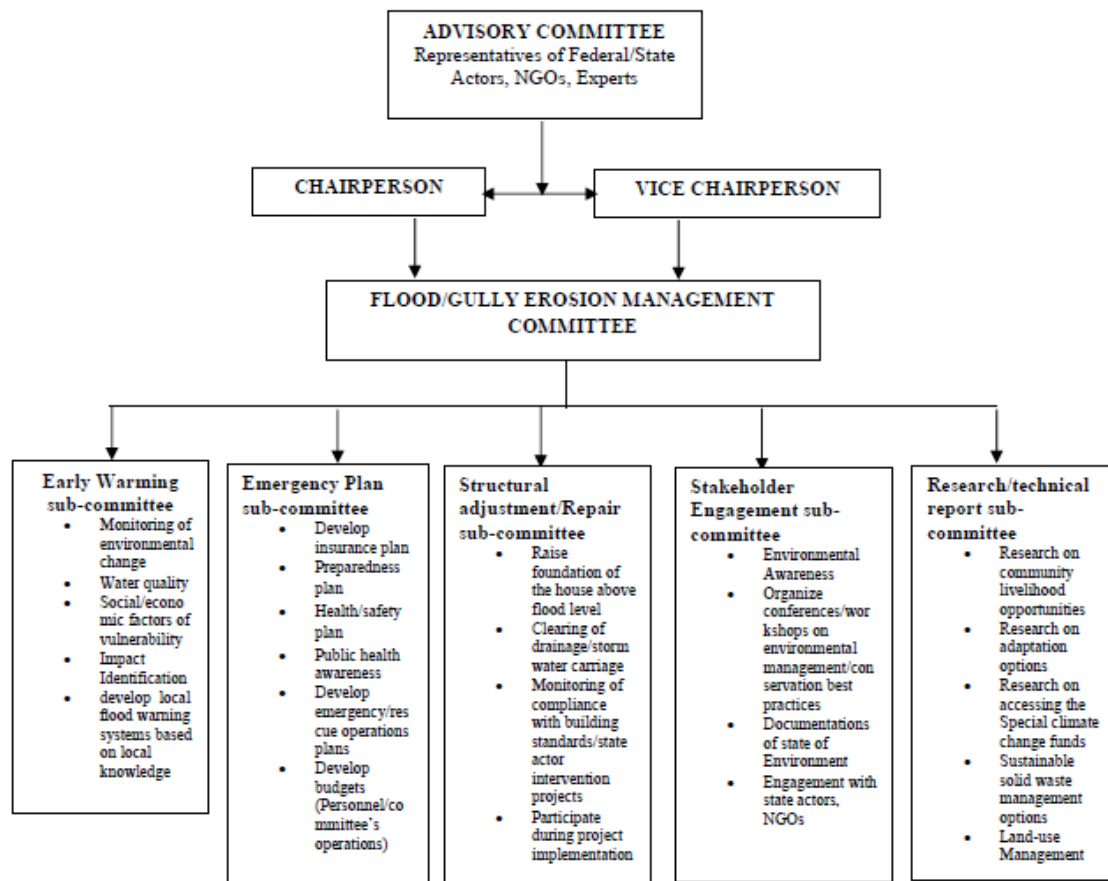 ADVISORY COMMITTEE
Representatives of Federal/State
Actors, NGOs, Experts
CHAIRPERSON
VICE CHAIRPERSON
FLOOD/GULLY EROSION MANAGEMENT
COMMITTEE
Early Warming
sub-committee
• Monitoring of
environmental
change
• Water quality
• Social/econo
mic factors of
vulnerability
• Impact
Identification
• develop local
flood warning
systems based
on local
knowledge
Emergency Plan
sub-committee
• Develop
insurance plan
• Preparedness
plan
• Health/safety
plan
• Public health
awareness
• Develop
emergency/res
cue operations
plans
• Develop
budgets
(Personnel/co
mmittee's
operations)
Structural
adjustment/Repair
sub-committee
• Raise
foundation of
the house above
flood level
• Clearing of
drainage/storm
water carriage
• Monitoring of
compliance
with building
standards/state
actor
intervention
projects
• Participate
during project
implementation
Stakeholder
Engagement sub-
committee
• Environmental
Awareness
• Organize
conferences/wor
kshops on
environmental
management/con
servation best
practices
• Documentations
of state of
Environment
• Engagement with
state actors,
NGOs
Research/technical
report sub-
committee
• Research on
community
livelihood
opportunities
• Research on
adaptation
options
• Research on
accessing the
Special climate
change funds
• Sustainable
solid waste
management
options
• Land-use
Management